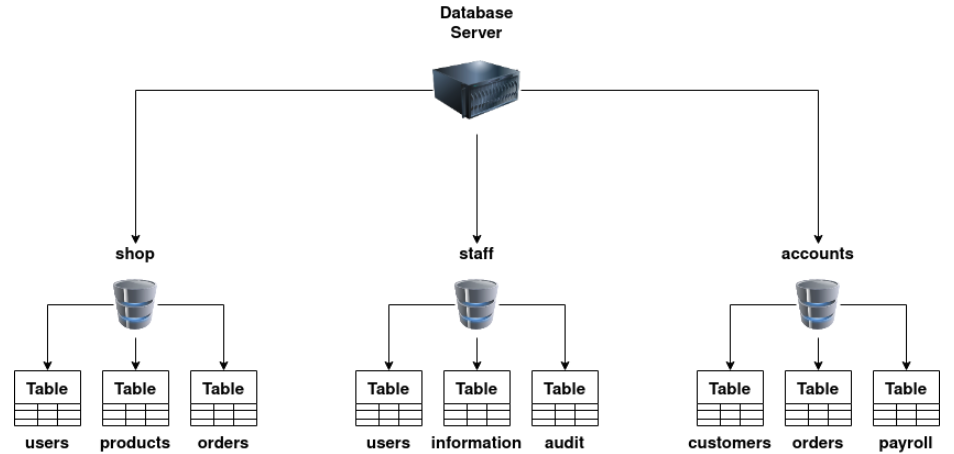 Database
Server
shop
staff
accounts
Table
Table
Table
Table
Table
Table
Table
Table
Table
users
products
orders
users
information
audit
customers
orders
payroll